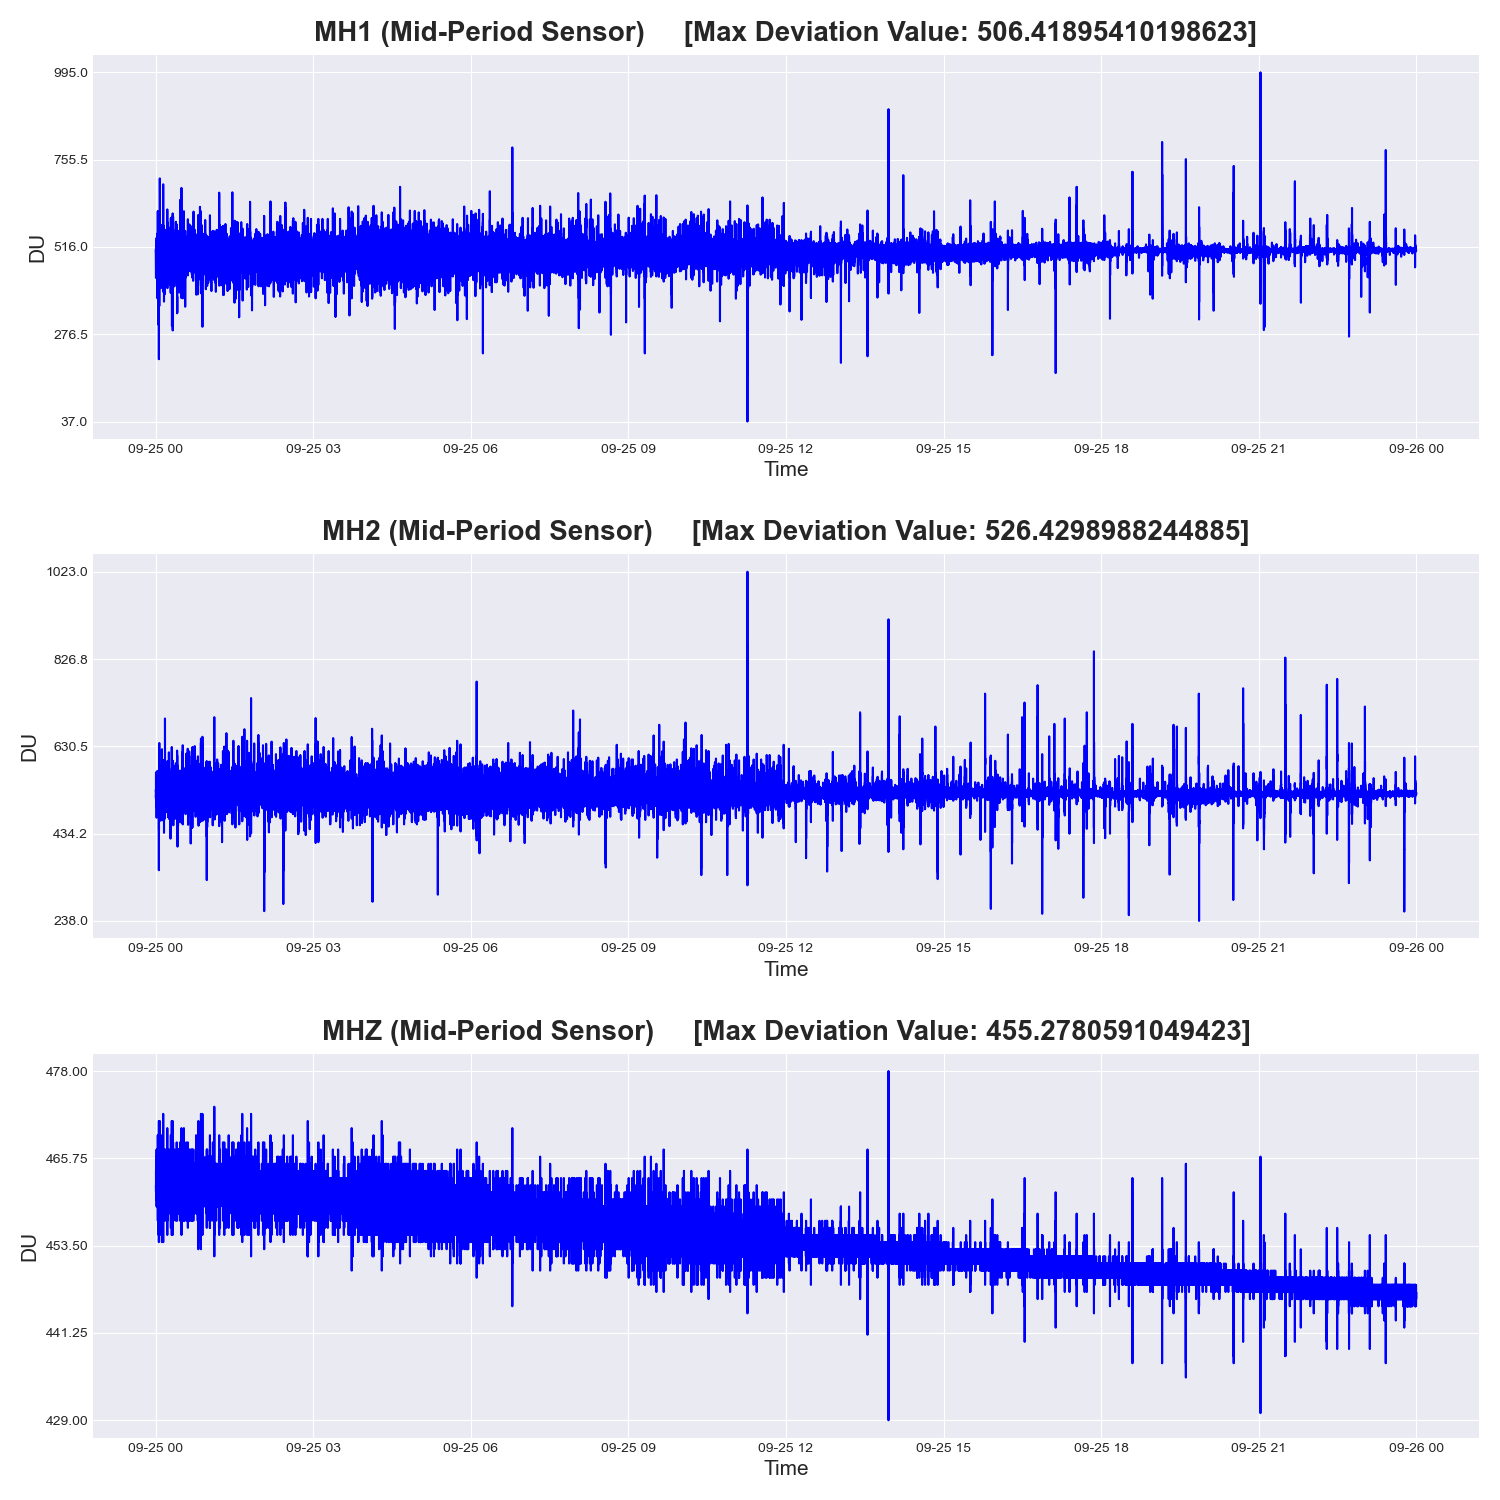 MH1 (Mid-Period Sensor) [Max Deviation Value: 506.41895410198623]
995.0
755.5
516.0
276.5
37.0
DU
09-25 00 09-25 03 09-25 06 09-25 09 09-25 12 09-25 15 09-25 18 09-25 21 09-26 00
Time
MH2 (Mid-Period Sensor) [Max Deviation Value: 526.4298988244885]
1023.0
826.8
630.5
434.2
238.0
DU
09-25 00 09-25 03 09-25 06 09-25 09 09-25 12 09-25 15 09-25 18 09-25 21 09-26 00
Time
MHZ (Mid-Period Sensor) [Max Deviation Value: 455.2780591049423]
478.00
465.75
453.50
441.25
429.00
DU
09-25 00 09-25 03 09-25 06 09-25 09 09-25 12 09-25 15 09-25 18 09-25 21 09-26 00
Time